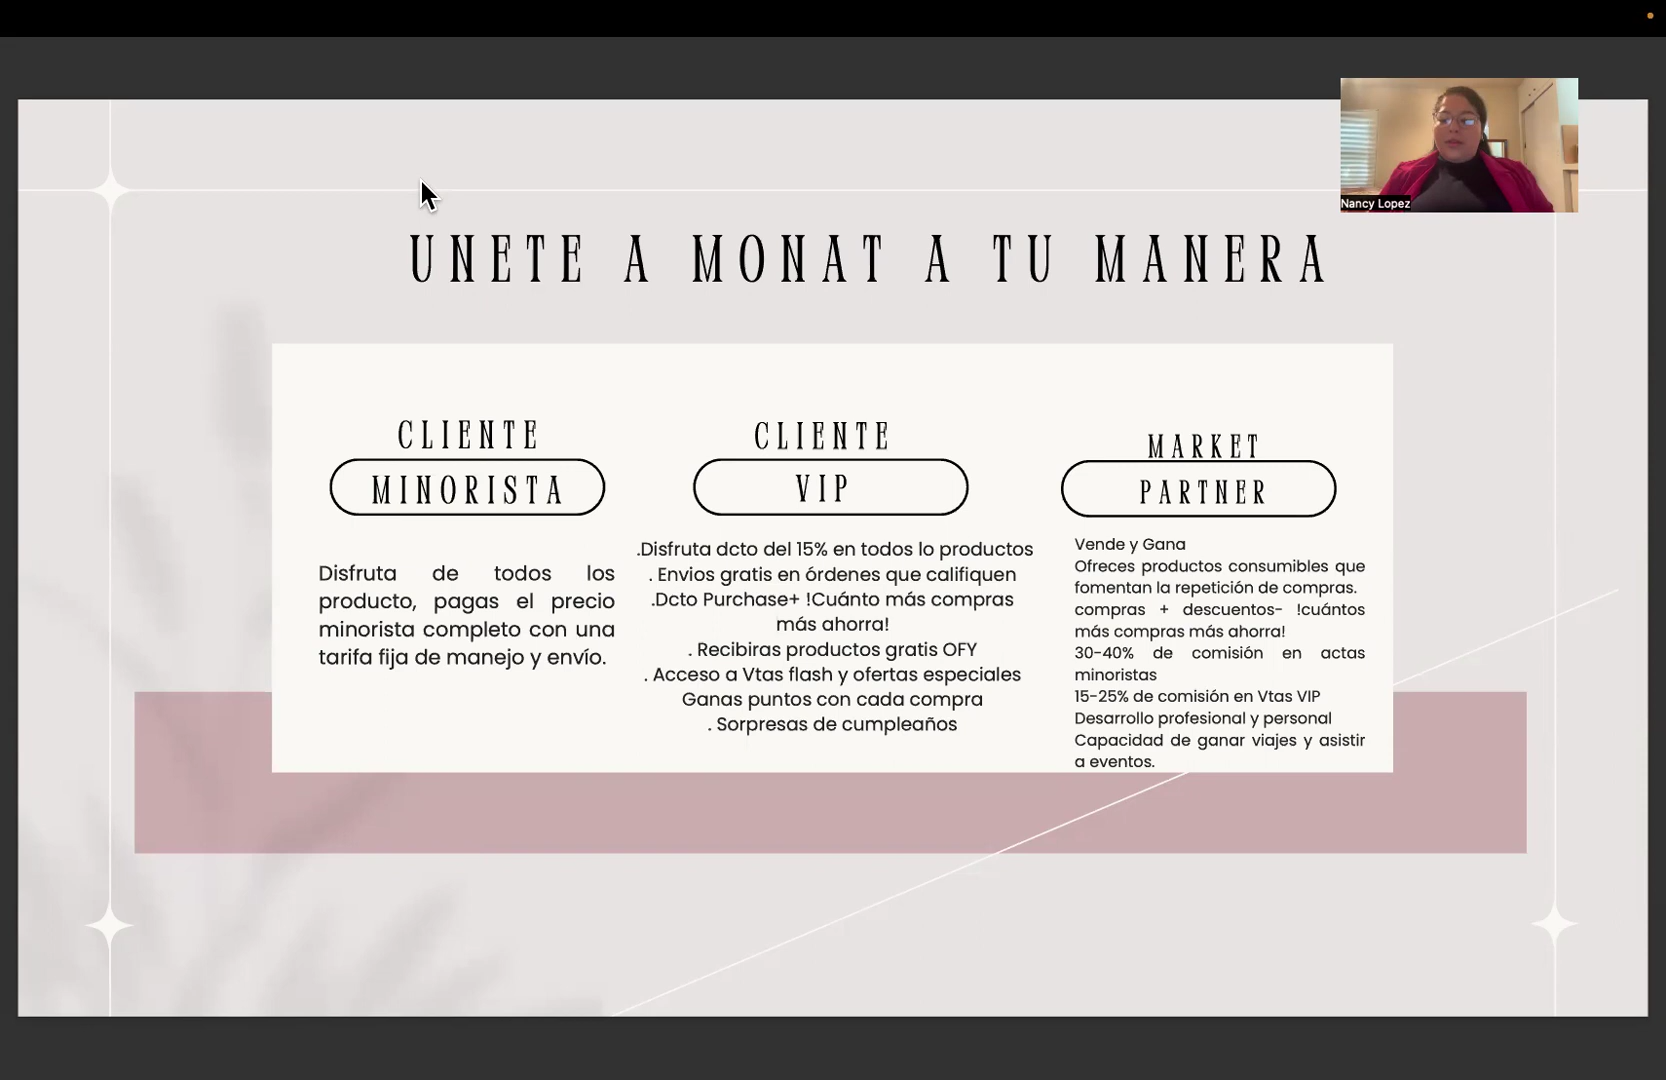 Nancy Lopez
UNETE A MONAT A TU MANERA
CLIENTE
MINORISTA
Disfruta de todos los
producto, pagas el precio
minorista completo con una
tarifa fija de manejo y envío.
CLIENTE
VIP
.Disfruta dcto del 15% en todos lo productos
. Envios gratis en órdenes que califiquen
.Dcto Purchase+ !Cuánto más compras
más ahorra!
. Recibiras productos gratis OFY
. Acceso a Vtas flash y ofertas especiales
Ganas puntos con cada compra
. Sorpresas de cumpleaños
MARKET
PARTNER
Vende y Gana
Ofreces productos consumibles que
fomentan la repetición de compras.
compras + descuentos- !cuántos
más compras más ahorra!
30-40% de comisión en actas
minoristas
15-25% de comisión en Vtas VIP
Desarrollo profesional y personal
Capacidad de ganar viajes y asistir
a eventos.